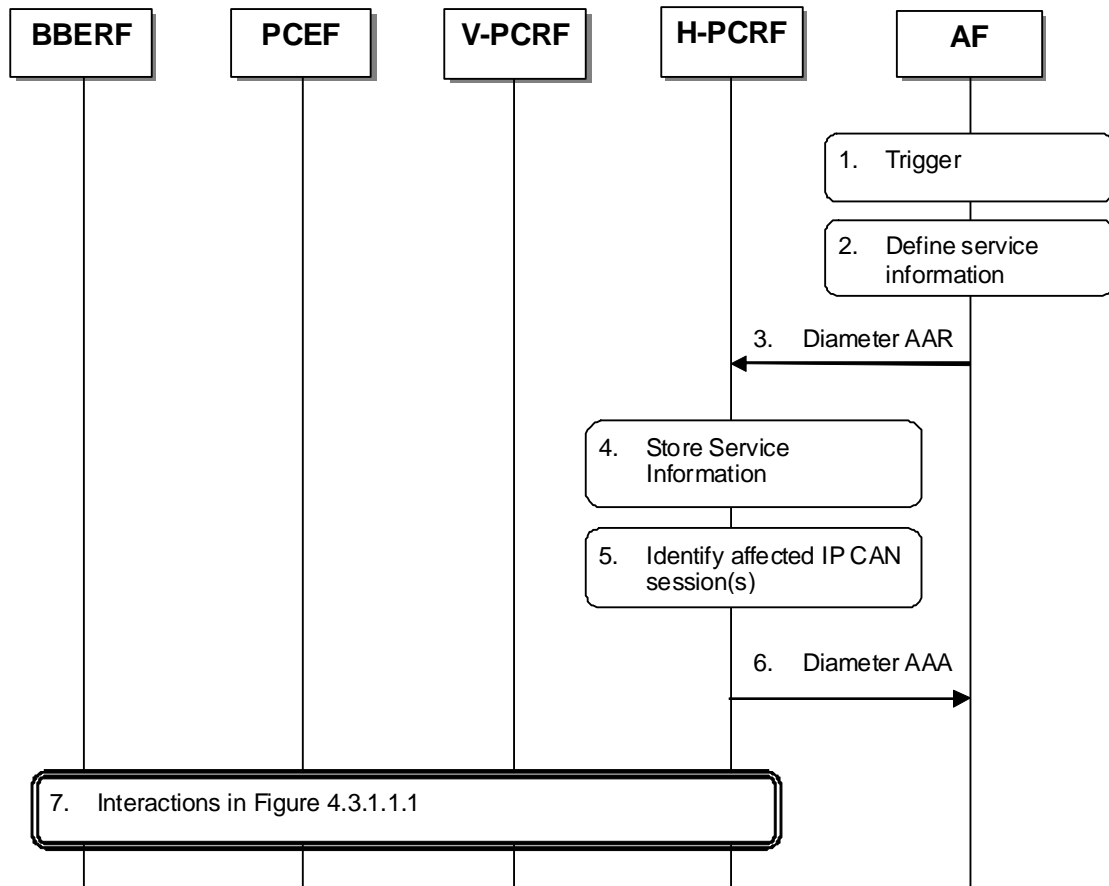 BBERF
PCEF
V-PCRF
H-PCRF
AF
1. Trigger
2. Define service
information
3. Diameter AAR
4. Store Service
Information
5. Identify affected IP CAN
session(s)
6. Diameter AAA
7. Interactions in Figure 4.3.1.1.1